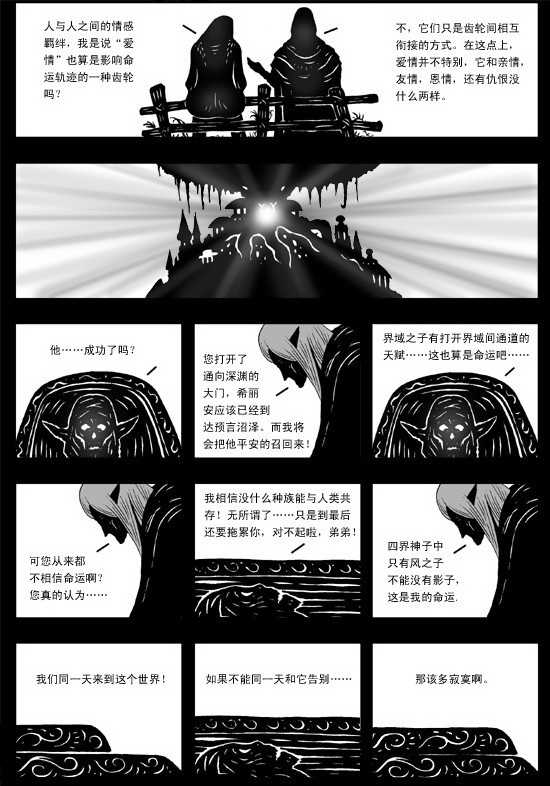 人与人之间的情感
羁绊，我是说“爱
情”也算是影响命
运轨迹的一种齿轮
吗？
不，它们只是齿轮间相互
衔接的方式。在这点上，
爱情并不特别，它和亲情，
友情，恩情，还有仇恨没
什么两样。
他……成功了吗？
您打开了
通向深渊的
大门，希丽
安应该已经到
达预言沼泽。而我将
会把他平安的召回来！
界域之子有打开界域间通道的
天赋……这也算是命运吧……
可您从来都
不相信命运啊？
您真的认为……
我相信没什么种族能与人类共
存！无所谓了……只是到最后
还要拖累你，对不起啦，弟弟！
四界神子中
只有风之子
不能没有影子，
这是我的命运.
我们同一天来到这个世界！
如果不能同一天和它告别……
那该多寂寞啊。